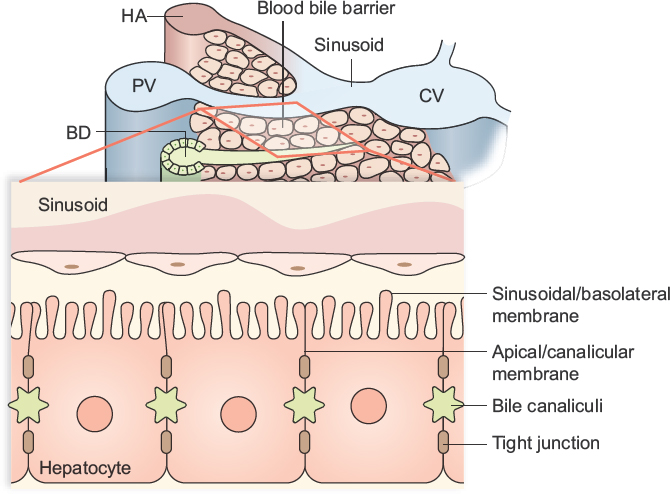 HA
Blood bile barrier
Sinusoid
PV
CV
BD
Sinusoid
Sinusoidal/basolateral
membrane
Apical/canalicular
membrane
Bile canaliculi
Tight junction
Hepatocyte